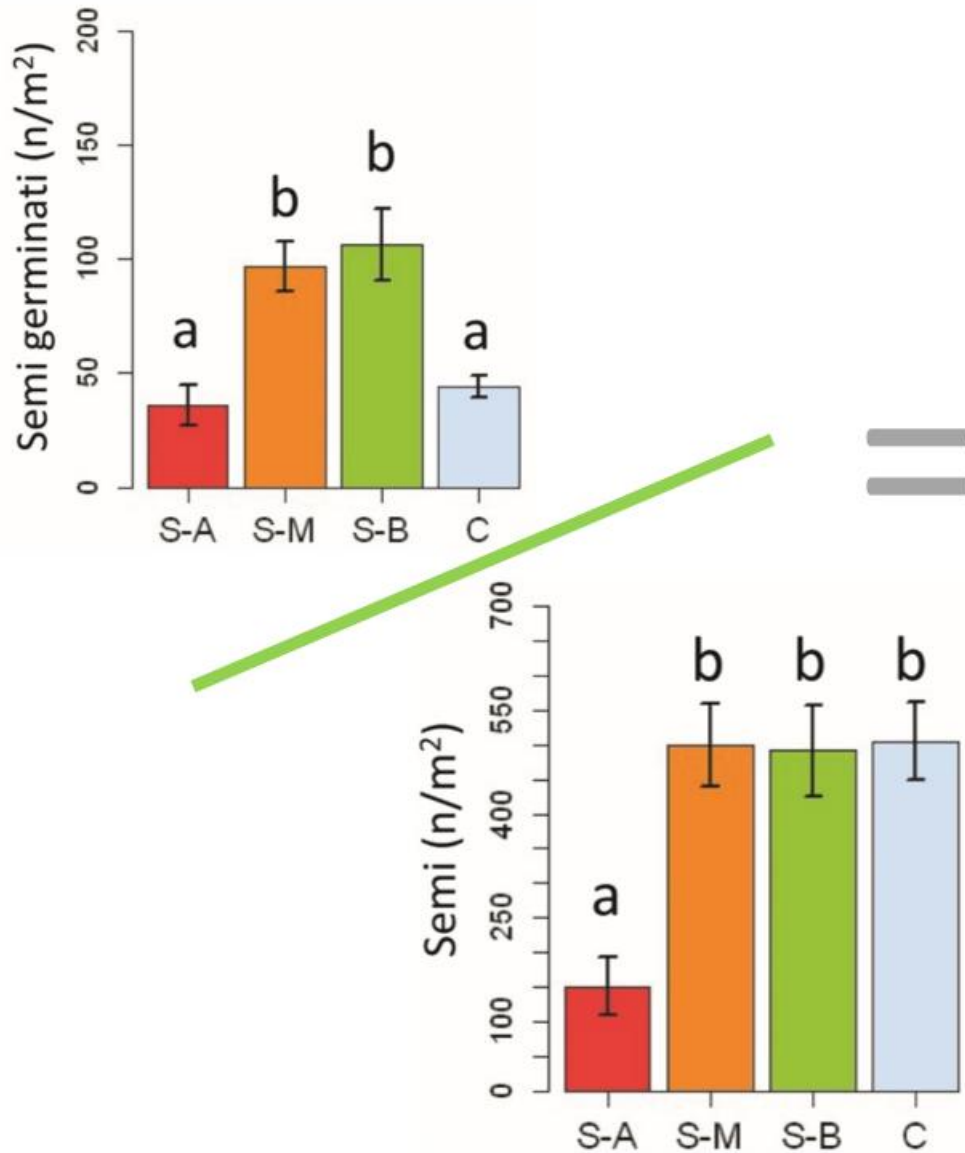 Semi germinati (n/m²)
200
150
100
50
0
a
b
b
a
S-A S-M S-B C
Semi (n/m²)
700
550
400
250
100
0
a
b
b
b
S-A S-M S-B C